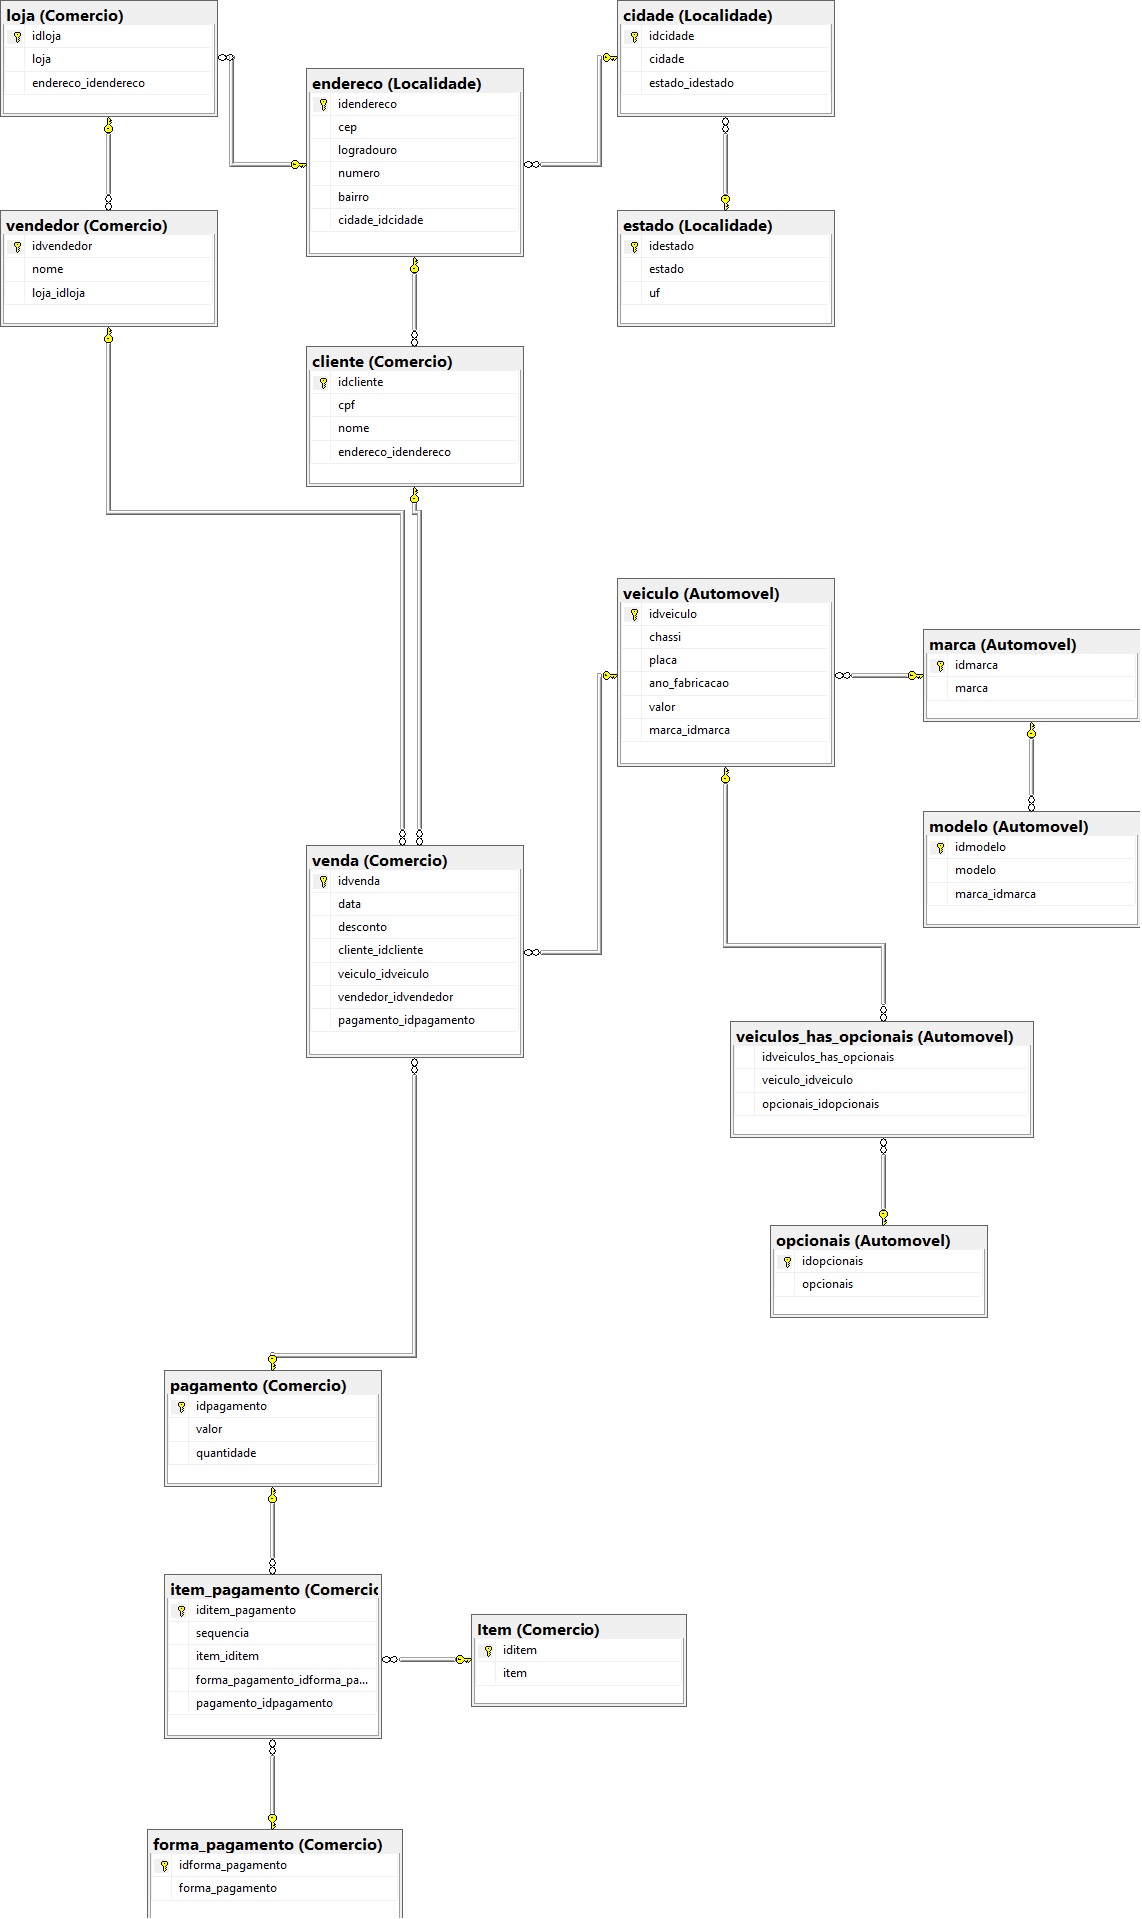 loja (Comercio)
idloja
loja
endereco_idendereco
cidade (Localidade)
idcidade
cidade
estado_idestado
endereco (Localidade)
idendereco
cep
logradouro
numero
bairro
cidade_idcidade
vendedor (Comercio)
idvendedor
nome
loja_idloja
estado (Localidade)
idestado
estado
uf
cliente (Comercio)
idcliente
cpf
nome
endereco_idendereco
veiculo (Automovel)
idveiculo
chassi
placa
ano_fabricacao
valor
marca_idmarca
marca (Automovel)
idmarca
marca
modelo (Automovel)
idmodelo
modelo
marca_idmarca
venda (Comercio)
idvenda
data
desconto
cliente_idcliente
veiculo_idveiculo
vendedor_idvendedor
pagamento_idpagamento
veiculos_has_opcionais (Automovel)
idveiculos_has_opcionais
veiculo_idveiculo
opcionais_idopcionais
opcionais (Automovel)
idopcionais
opcionais
pagamento (Comercio)
idpagamento
valor
quantidade
item_pagamento (Comercio
iditem_pagamento
sequencia
item_iditem
forma_pagamento_idforma_pa...
pagamento_idpagamento
Item (Comercio)
iditem
item
forma_pagamento (Comercio)
idforma_pagamento
forma_pagamento